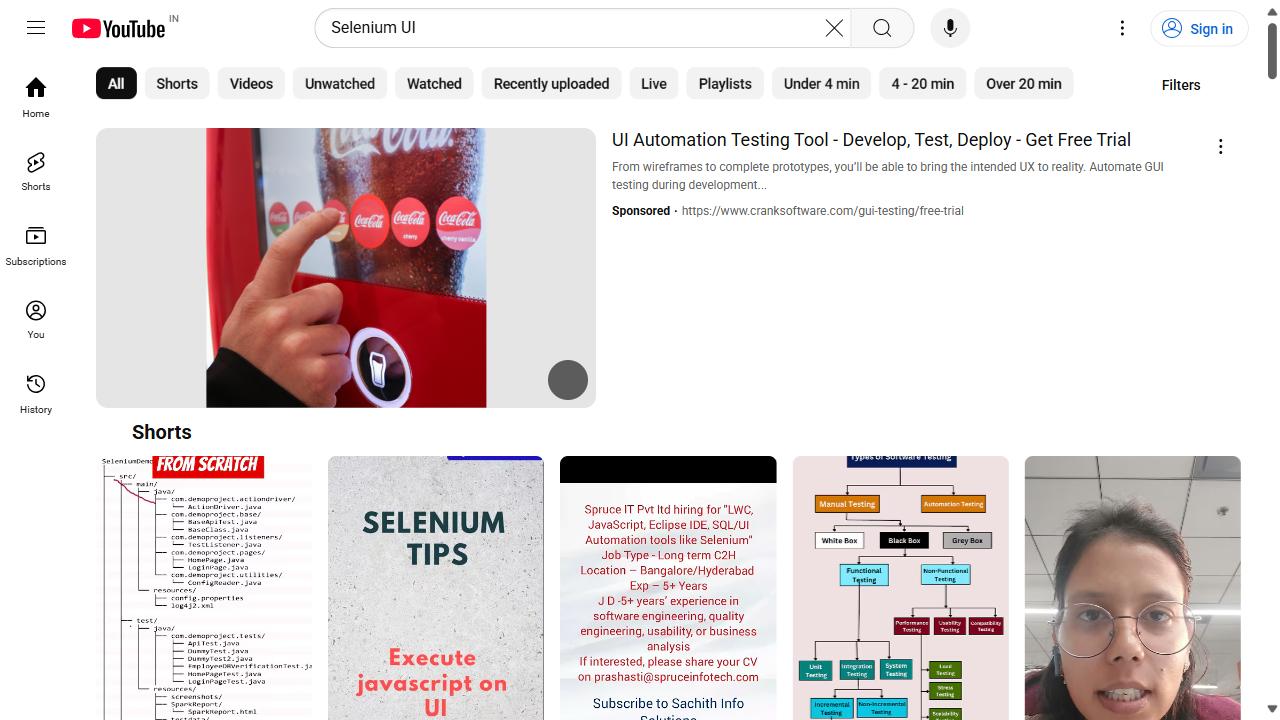 YouTube IN
Selenium UI
Sign in
Home
Shorts
Subscriptions
You
History
All
Shorts
Videos
Unwatched
Watched
Recently uploaded
Live
Playlists
Under 4 min
4 - 20 min
Over 20 min
Filters
Coca-Cola
Coca-Cola
cherry
Coca-Cola
cherry vanilla
UI Automation Testing Tool - Develop, Test, Deploy - Get Free Trial
From wireframes to complete prototypes, you'll be able to bring the intended UX to reality. Automate GUI
testing during development...
Sponsored · https://www.cranksoftware.com/gui-testing/free-trial
Shorts
SeleniumDemo
FROM SCRATCH
src/
main/
java/
com.demoproject.actiondriver/
ActionDriver.java
com.demoproject.base/
BaseApiTest.java
BaseClass.java
com.demoproject.listeners/
TestListener.java
com.demoproject.pages/
HomePage.java
LoginPage.java
com.demoproject.utilities/
ConfigReader.java
resources/
config.properties
log4j2.xml
test/
java/
com.demoproject.tests/
ApiTest.java
DummyTest.java
DummyTest2.java
EmployeeDBVerificationTest.ja
HomePageTest.java
LoginPageTest.java
resources/
screenshots/
SparkReport/
SparkReport.html
testdata/
SELENIUM
TIPS
Execute
javascript on
UI
Spruce IT Pvt ltd hiring for "LWC,
JavaScript, Eclipse IDE, SQL/UI
Automation tools like Selenium"
Job Type - Long term C2H
Location – Bangalore/Hyderabad
Exp – 5+ Years
J D -5+ years' experience in
software engineering, quality
engineering, usability, or business
analysis
If interested, please share your CV
on prashasti@spruceinfotech.com
Subscribe to Sachith Info
Solutions
Types of Software Testing
Manual Testing
Automation Testing
White Box
Black Box
Grey Box
Functional
Testing
Non-Functional
Testing
Performance
Testing
Usability
Testing
Compatibility
Testing
Unit
Testing
Integration
Testing
System
Testing
Load
Testing
Stress
Testing
Scalability
Incremental
Testing
Non-Incremental
Testing